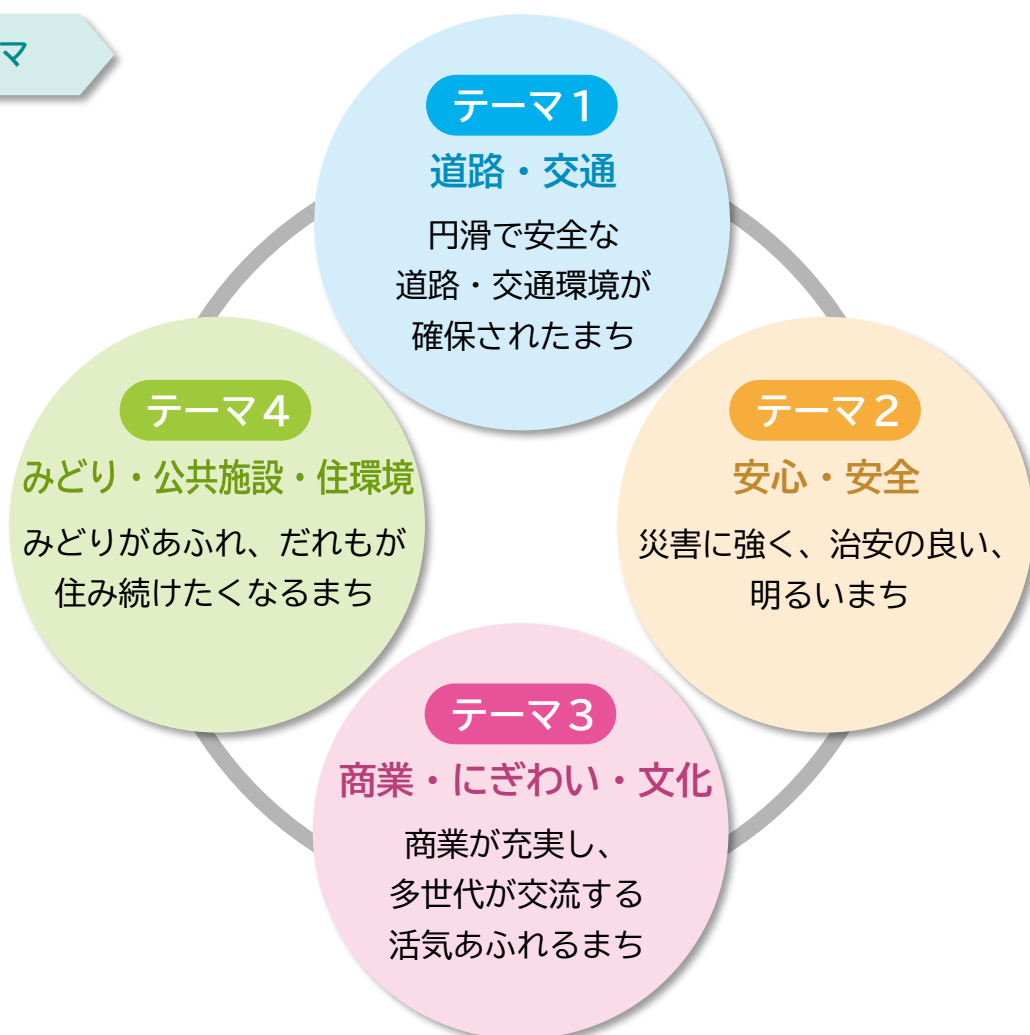 マ
テーマ1
道路・交通
円滑で安全な
道路・交通環境が
確保されたまち
テーマ2
安心・安全
災害に強く、治安の良い、
明るいまち
テーマ3
商業・にぎわい・文化
商業が充実し、
多世代が交流する
活気あふれるまち
テーマ4
みどり・公共施設・住環境
みどりがあふれ、だれもが
住み続けたくなるまち